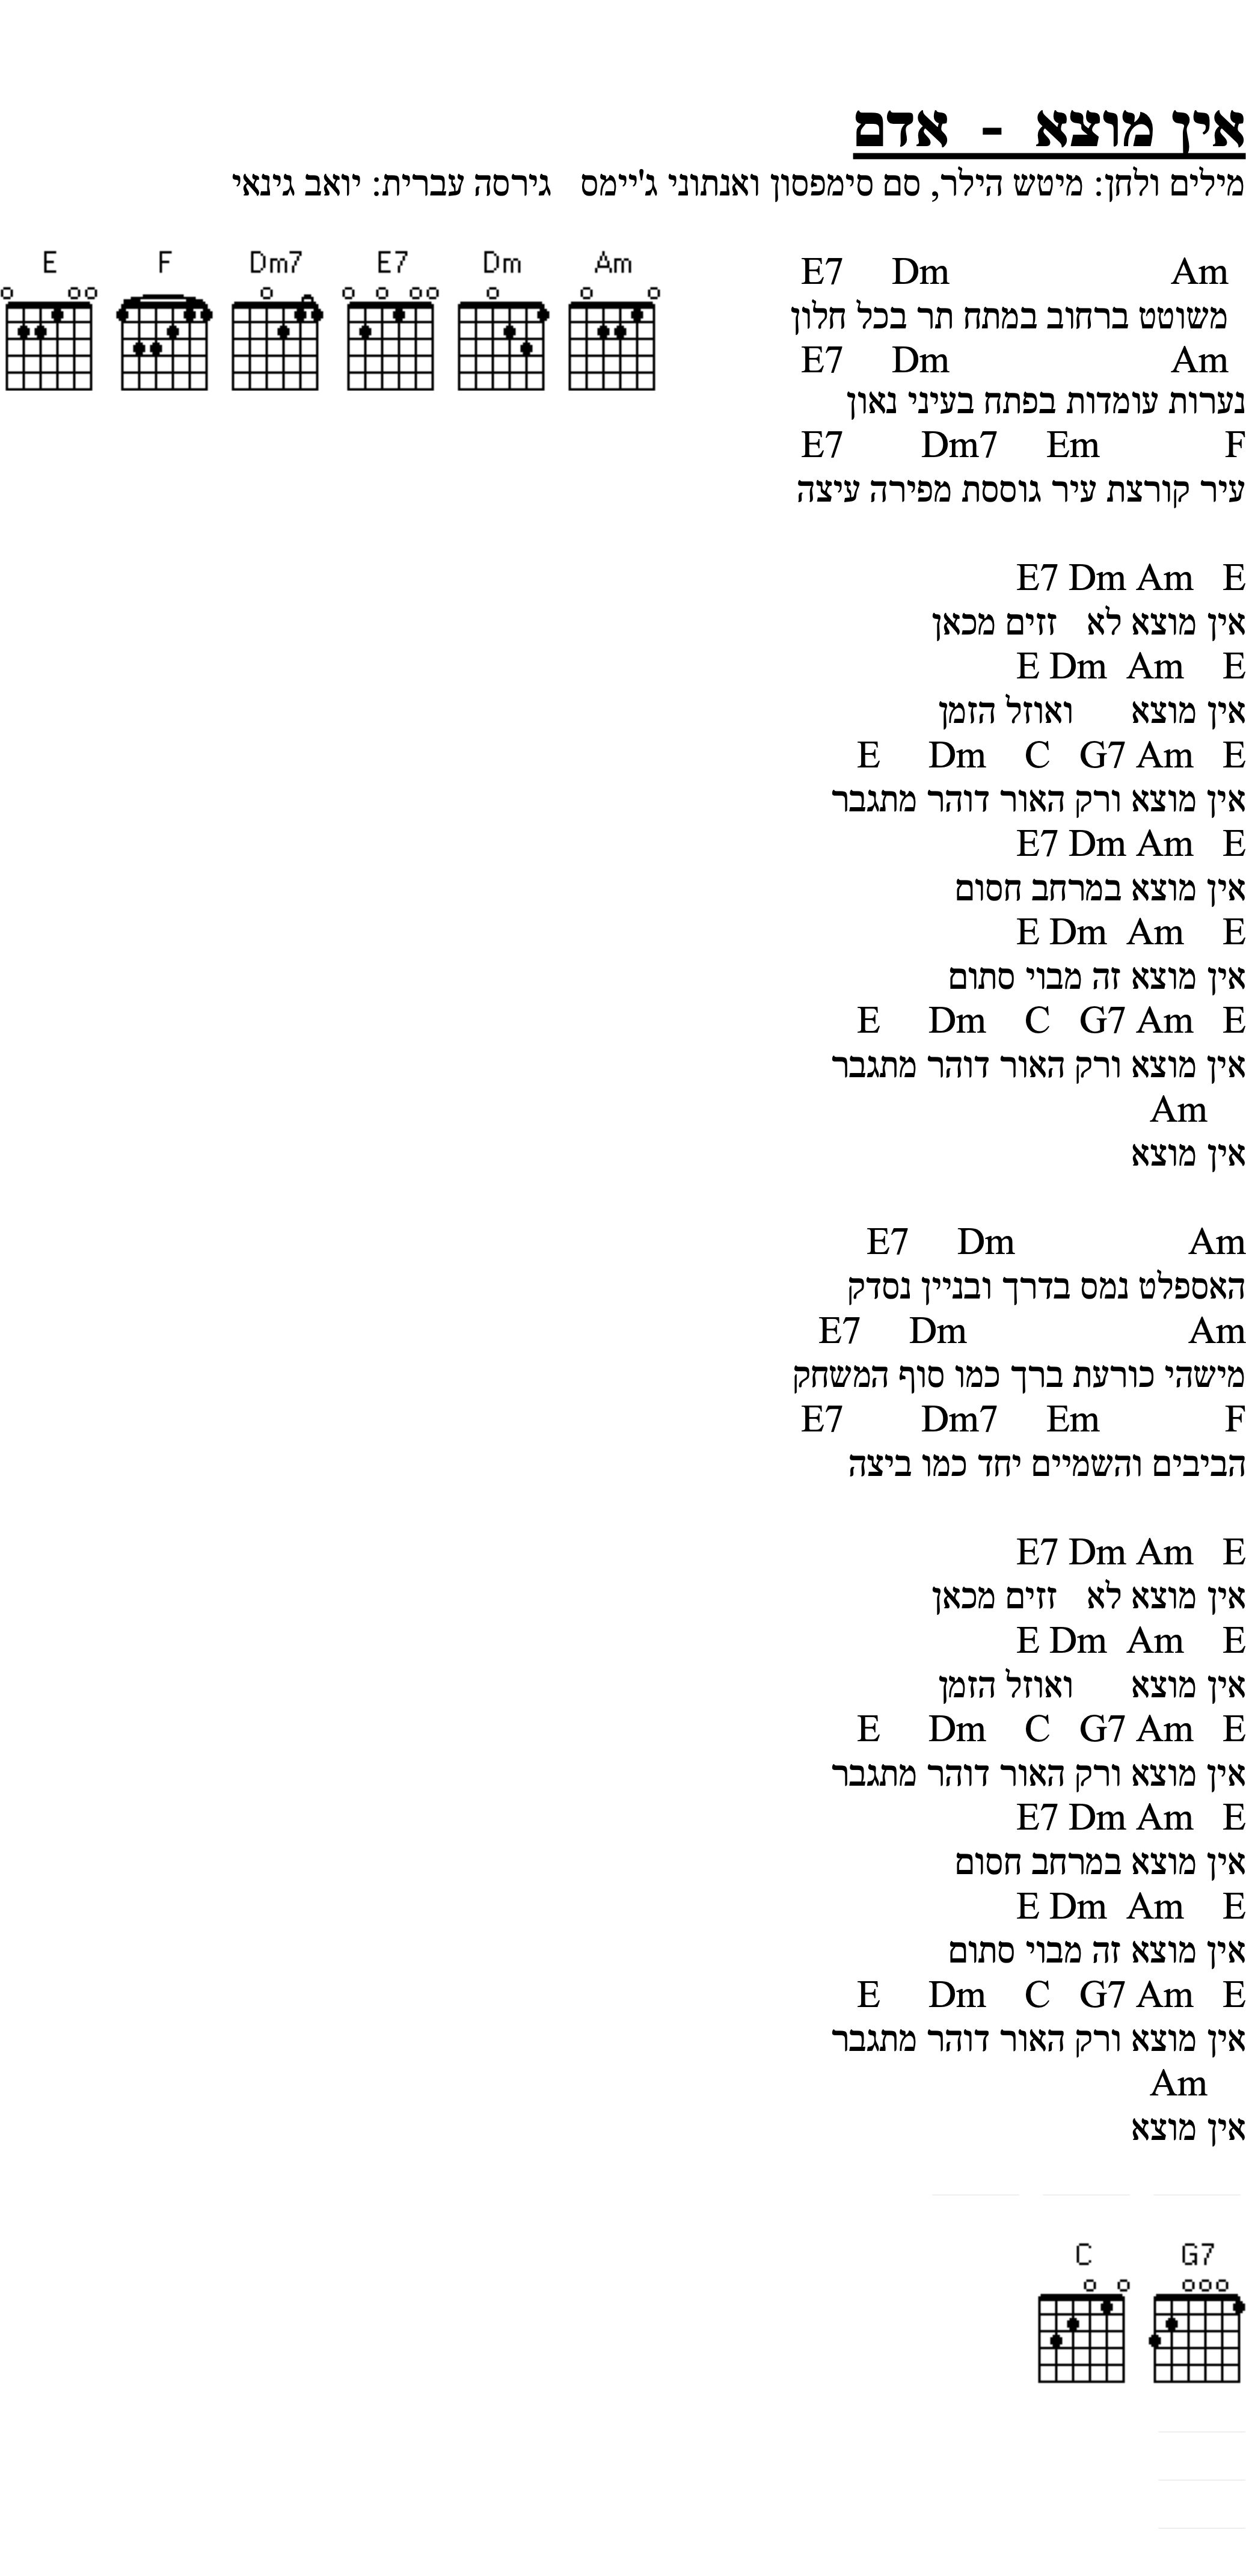 אין מוצא - אדם
מילים ולחן: מיטש הילר, סם סימפסון ואנתוני ג'יימס גירסה עברית: יואב גינאי
E F Dm7 E7 Dm Am
E7 Dm Am
משוטט ברחוב במתח תר בכל חלון
E7 Dm Am
נערות עומדות בפתח בעיני נאון
E7 Dm7 Em F
עיר קורצת עיר גוססת מפירה עיצה
E7 Dm Am E
אין מוצא לא זזים מכאן
E Dm Am E
אין מוצא ואוזל הזמן
E Dm C G7 Am E
אין מוצא ורק האור דוהר מתגבר
E7 Dm Am E
אין מוצא במרחב חסום
E Dm Am E
אין מוצא זה מבוי סתום
E Dm C G7 Am E
אין מוצא ורק האור דוהר מתגבר
Am
אין מוצא
E7 Dm Am
האספלט נמס בדרך ובניין נסדק
E7 Dm Am
מישהי כורעת ברך כמו סוף המשחק
E7 Dm7 Em F
הביבים והשמיים יחד כמו ביצה
E7 Dm Am E
אין מוצא לא זזים מכאן
E Dm Am E
אין מוצא ואוזל הזמן
E Dm C G7 Am E
אין מוצא ורק האור דוהר מתגבר
E7 Dm Am E
אין מוצא במרחב חסום
E Dm Am E
אין מוצא זה מבוי סתום
E Dm C G7 Am E
אין מוצא ורק האור דוהר מתגבר
Am
אין מוצא
C G7